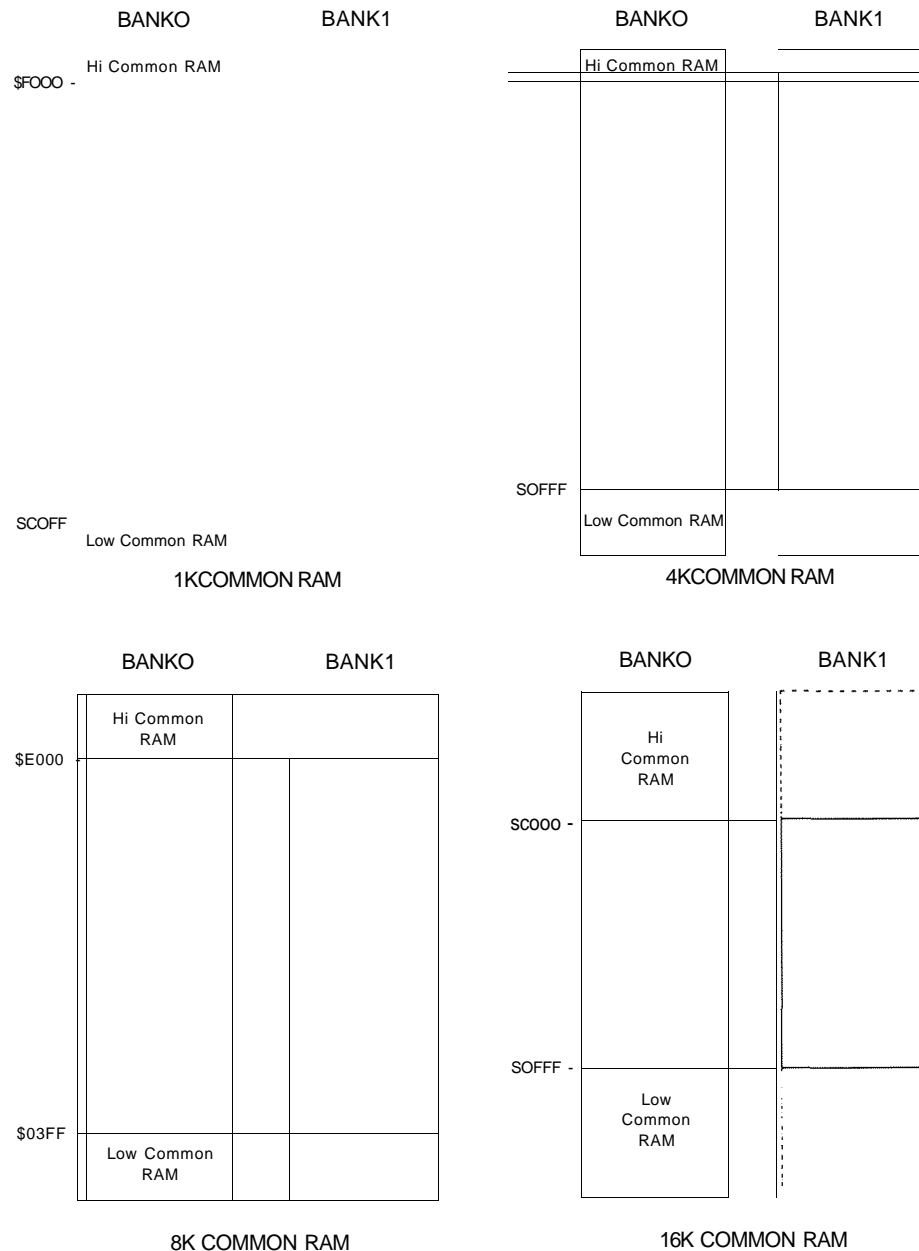 BANKO BANK1
Hi Common RAM
$FOOO -
SCOFF
Low Common RAM
1KCOMMON RAM
BANKO BANK1
Hi Common RAM
SOFFF
Low Common RAM
4KCOMMON RAM
BANKO BANK1
Hi Common
RAM
$E000 -
$03FF
Low Common
RAM
8K COMMON RAM
BANKO BANK1
Hi
Common
RAM
SCOOO -
SOFFF -
Low
Common
RAM
16K COMMON RAM